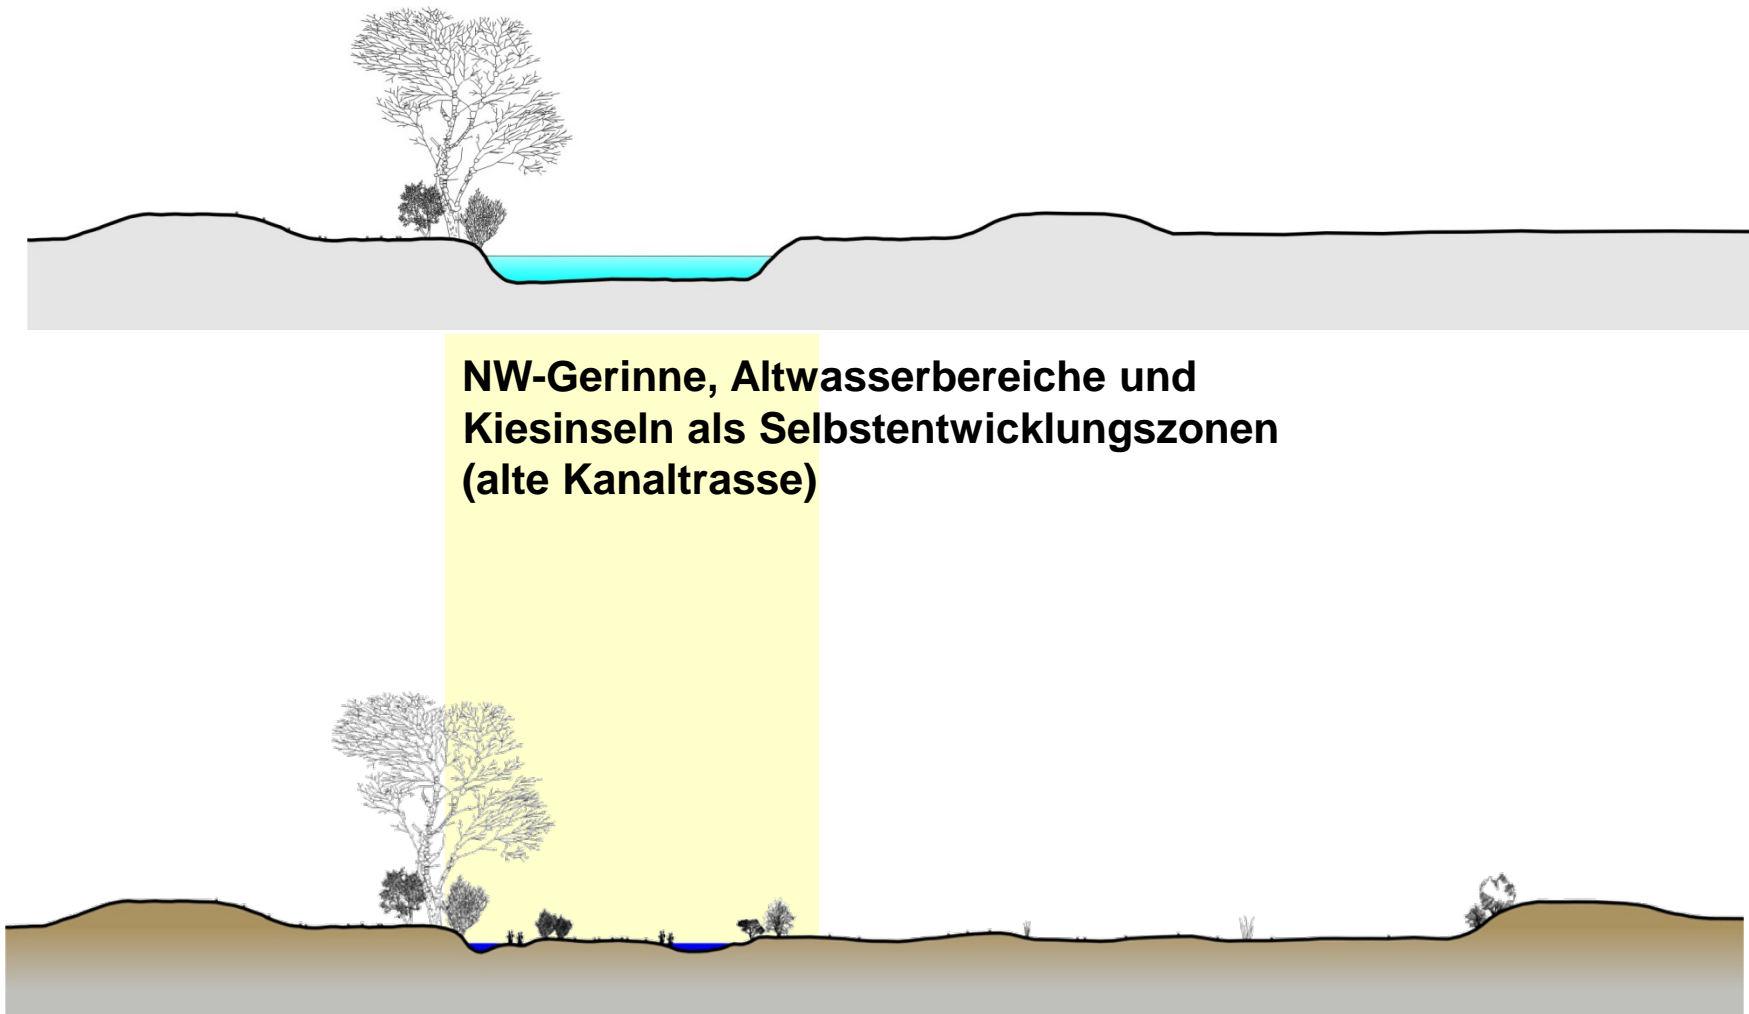 NW-Gerinne, Altwasserbereiche und
Kiesinseln als Selbstentwicklungszonen
(alte Kanaltrasse)